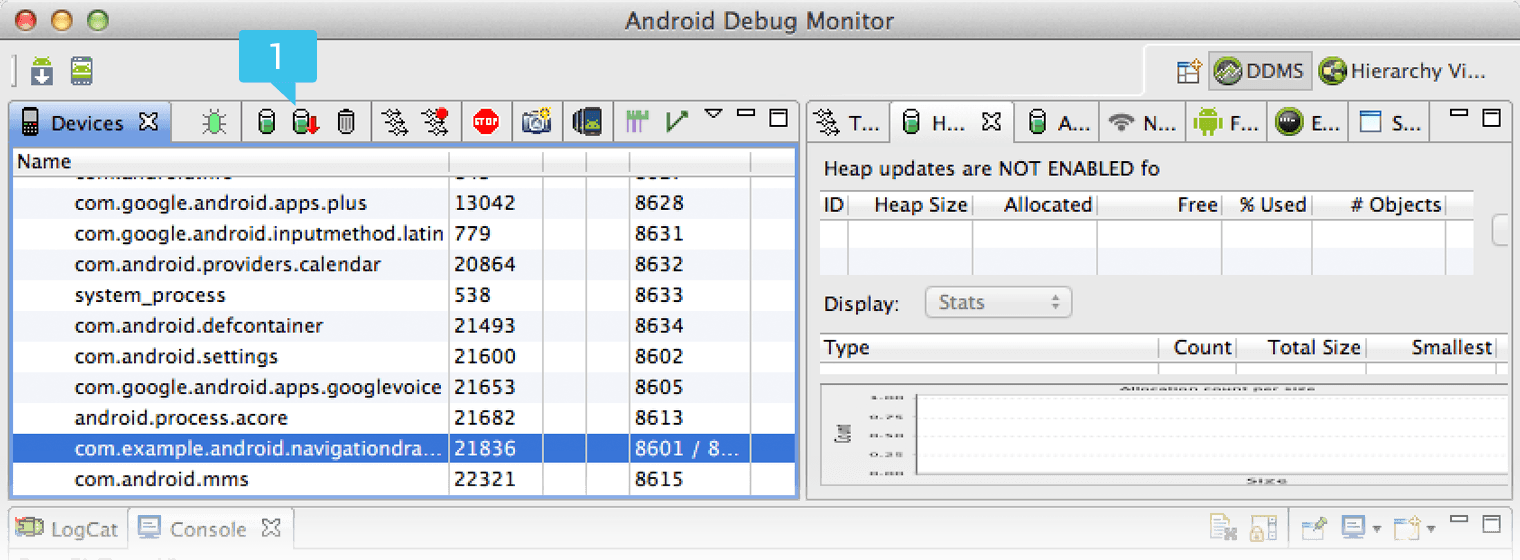 Android Debug Monitor
1
DDMS Hierarchy Vi...
Devices
STOP
T... H... A... N... F... E... S...
Name
Heap updates are NOT ENABLED fo
ID Heap Size Allocated Free % Used # Objects
com.google.android.apps.plus 13042 8628
com.google.android.inputmethod.latin 779 8631
com.android.providers.calendar 20864 8632
system_process 538 8633
com.android.defcontainer 21493 8634
com.android.settings 21600 8602
com.google.android.apps.googlevoice 21653 8605
android.process.acore 21682 8613
com.example.android.navigationdra... 21836 8601 / 8...
com.android.mms 22321 8615
Display: Stats
Type Count Total Size Smallest
Allocation count per size
1.00
0.75
0.50
0.25
0.00
Count
Size
LogCat Console